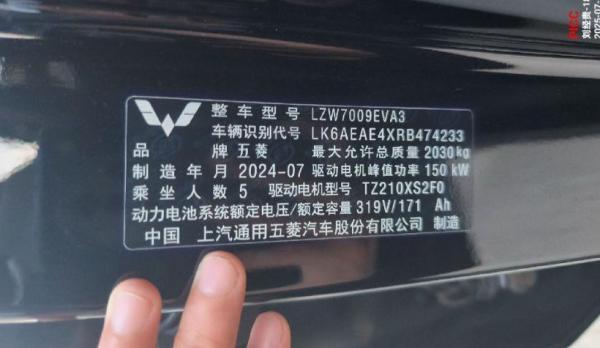 PICC
整车型号 LZW7009EVA3
车辆识别代号 LK6AEAE4XRB474233
品牌 五菱 最大允许总质量 2030 kg
制造年月 2024-07 驱动电机峰值功率 150 kW
乘坐人数 5 驱动电机型号 TZ210XS2F0
动力电池系统额定电压/额定容量 319V/171 Ah
中国 上汽通用五菱汽车股份有限公司 制造